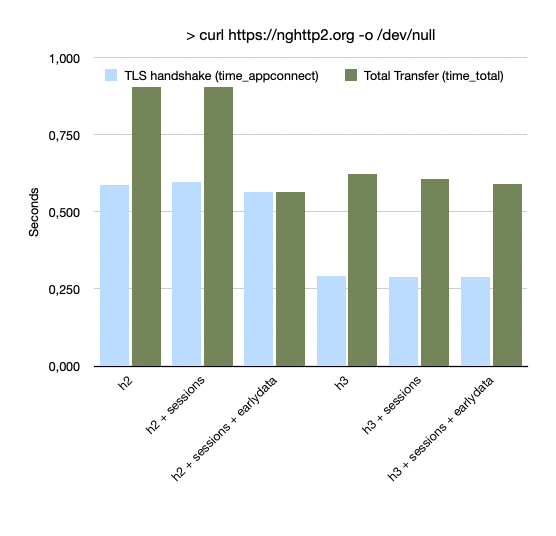 > curl https://nghttp2.org -o /dev/null
1,000
TLS handshake (time_appconnect)
Total Transfer (time_total)
0,750
0,500
0,250
0,000
Seconds
h2
h2 + sessions
h2 + sessions + earlydata
h3
h3 + sessions
h3 + sessions + earlydata